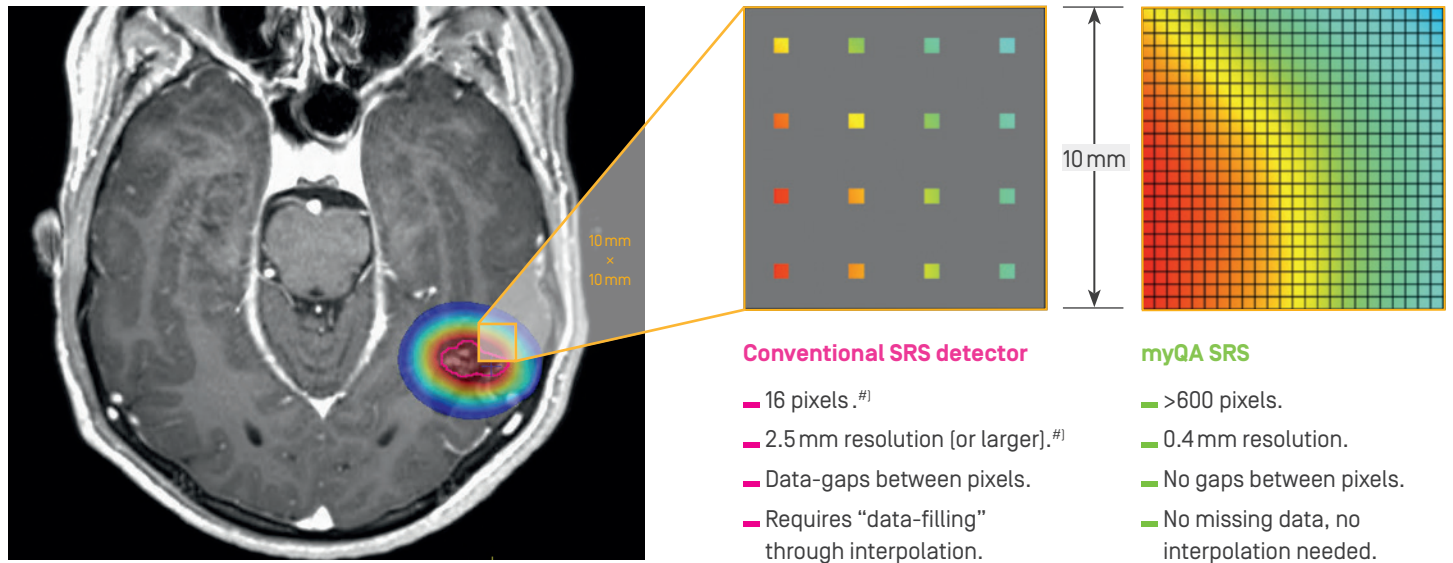 10 mm
×
10 mm
10 mm
Conventional SRS detector
16 pixels.#)
2.5 mm resolution (or larger).#)
Data-gaps between pixels.
Requires “data-filling”
through interpolation.
myQA SRS
>600 pixels.
0.4 mm resolution.
No gaps between pixels.
No missing data, no
interpolation needed.